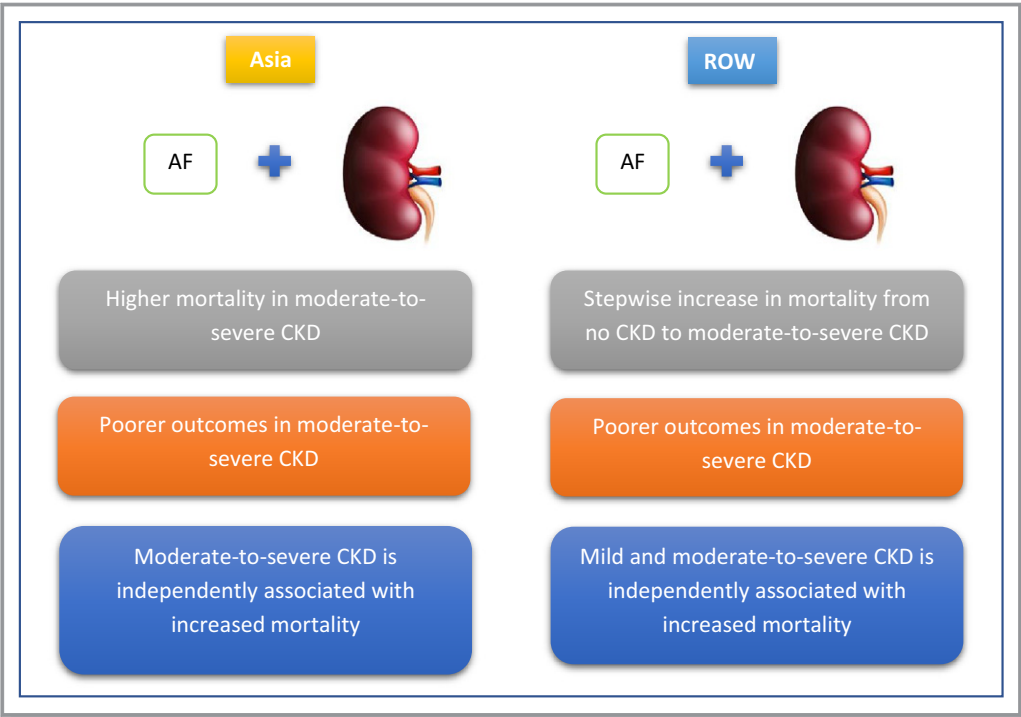 Asia
AF
Higher mortality in moderate-to-
severe CKD
Poorer outcomes in moderate-to-
severe CKD
Moderate-to-severe CKD is
independently associated with
increased mortality
ROW
AF
Stepwise increase in mortality from
no CKD to moderate-to-severe CKD
Poorer outcomes in moderate-to-
severe CKD
Mild and moderate-to-severe CKD is
independently associated with
increased mortality